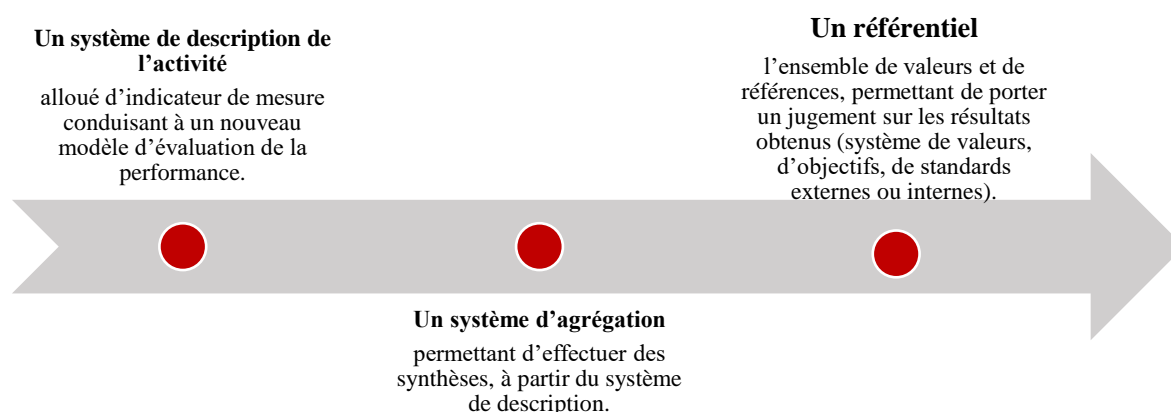 Un système de description de
l’activité
alloué d’indicateur de mesure
conduisant à un nouveau
modèle d’évaluation de la
performance.
Un système d’agrégation
permettant d’effectuer des
synthèses, à partir du système
de description.
Un référentiel
l’ensemble de valeurs et de
références, permettant de porter
un jugement sur les résultats
obtenus (système de valeurs,
d’objectifs, de standards
externes ou internes).